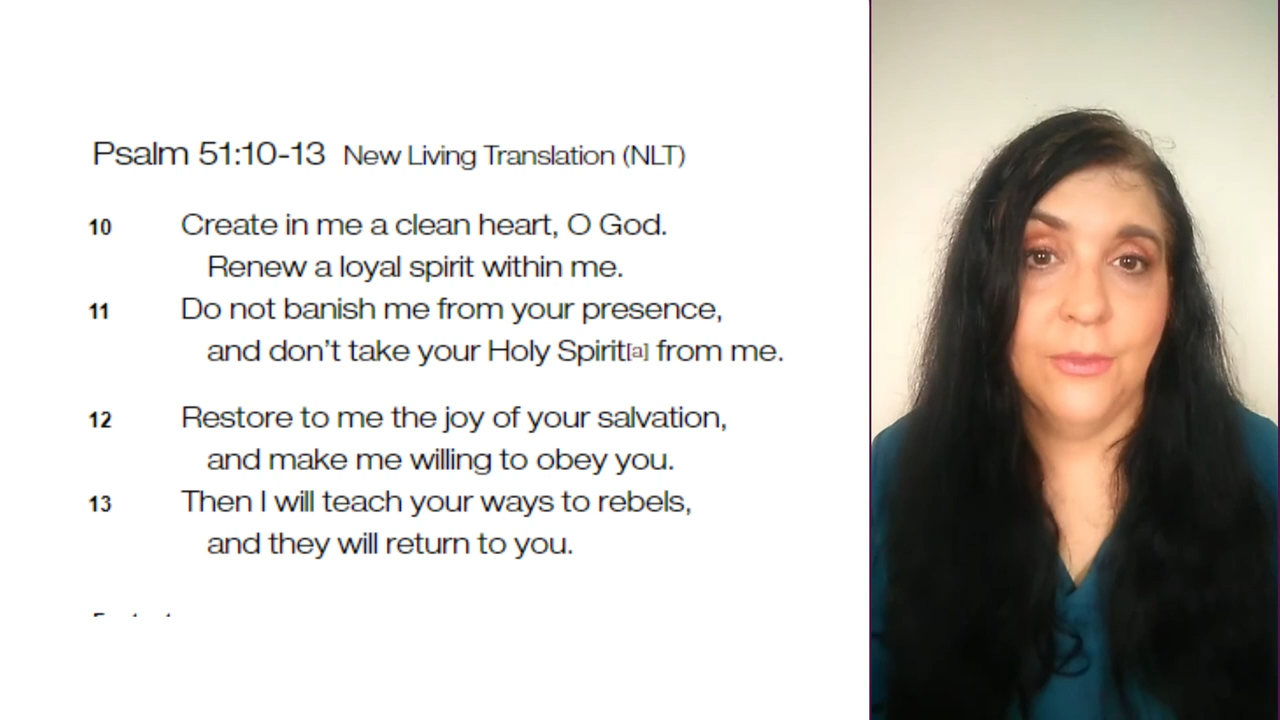 Psalm 51:10-13 New Living Translation (NLT)
10 Create in me a clean heart, O God.
Renew a loyal spirit within me.
11 Do not banish me from your presence,
and don’t take your Holy Spirit[a] from me.
12 Restore to me the joy of your salvation,
and make me willing to obey you.
13 Then I will teach your ways to rebels,
and they will return to you.